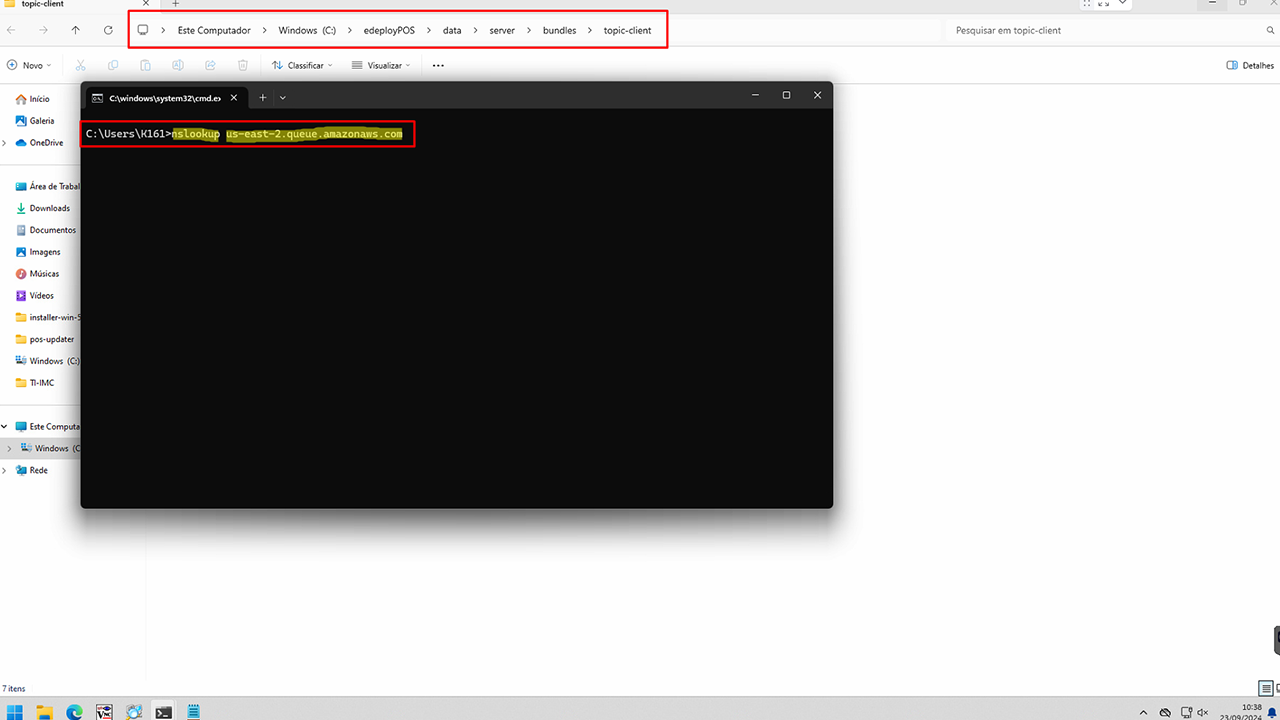 topic-client
Este Computador > Windows (C:) > edeployPOS > data > server > bundles > topic-client
Pesquisar em topic-client
Novo
Classificar
Visualizar
Detalhes
C:\windows\system32\cmd.ex
C:\Users\K161>nslookup us-east-2.queue.amazonaws.com
Início
Galeria
OneDrive
Área de Trabal
Downloads
Documentos
Imagens
Músicas
Vídeos
installer-win-5
pos-updater
Windows (C:)
TI-IMC
Este Computa
Windows (C
Rede
7 itens
10:38
23/09/2024